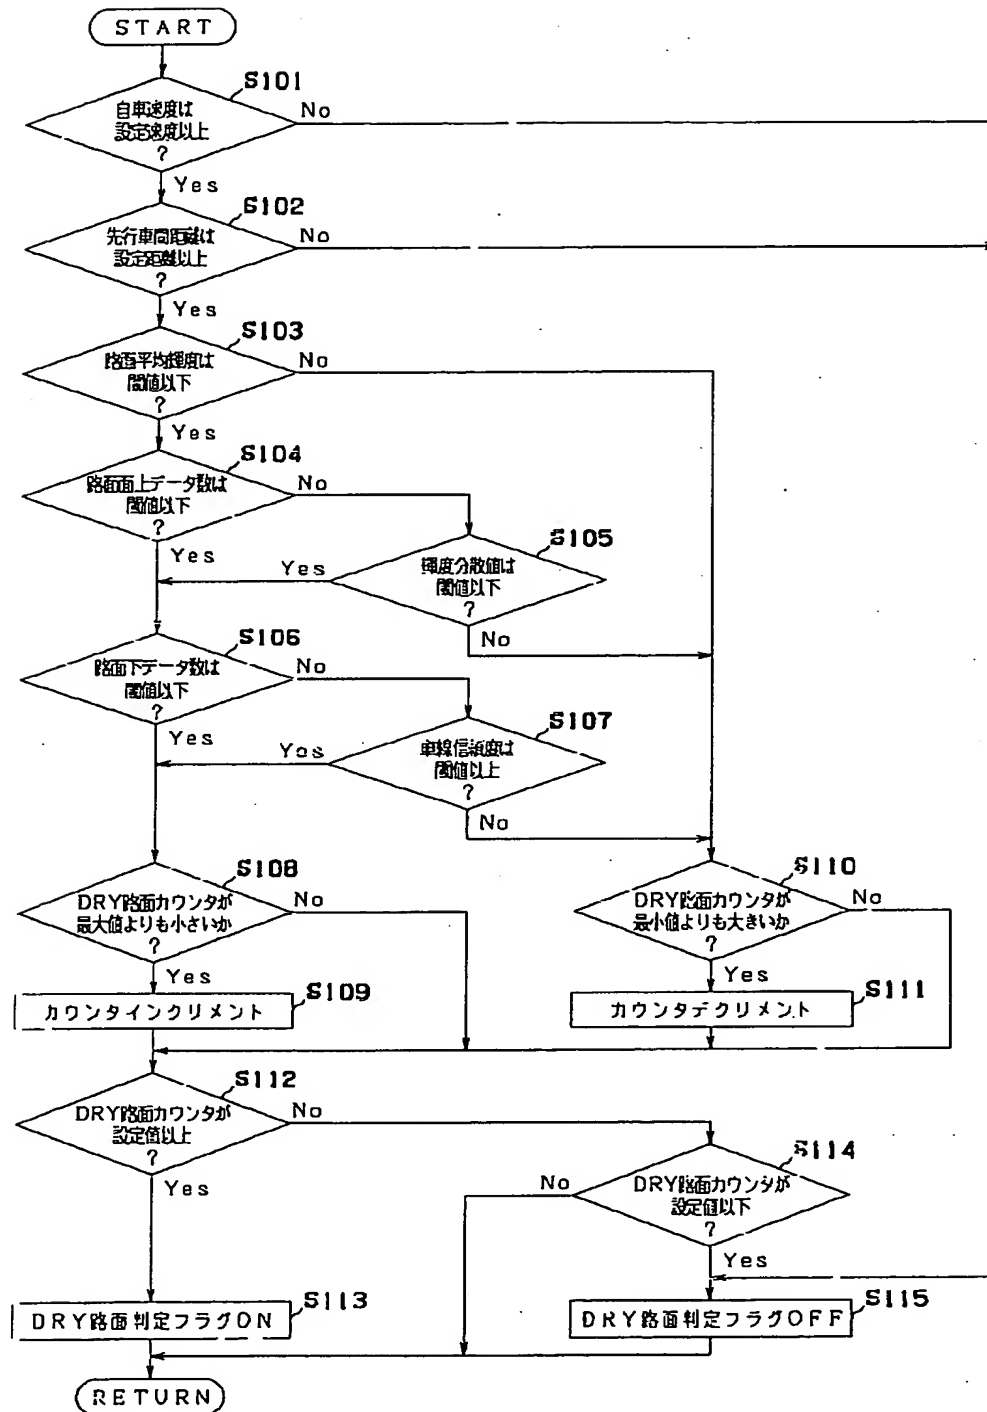 START
S101
自車速度は
設定速度以上
?
No
Yes
S102
先行車間距離は
設定距離以上
?
No
Yes
S103
路面平均輝度は
閾値以下
?
No
Yes
S104
路面面上データ数は
閾値以下
?
No
Yes
S105
輝度分散値は
閾値以下
?
Yes
No
S106
路面下データ数は
閾値以下
?
No
Yes
S107
車線信頼度は
閾値以上
?
Yes
No
S108
DRY路面カウンタが
最大値よりも小さいか
?
No
Yes
S110
DRY路面カウンタが
最小値よりも大きいか
?
No
Yes
S109
カウンタインクリメント
S111
カウンタデクリメント
S112
DRY路面カウンタが
設定値以上
?
No
Yes
S114
DRY路面カウンタが
設定値以下
?
No
Yes
S113
DRY路面判定フラグON
S115
DRY路面判定フラグOFF
RETURN